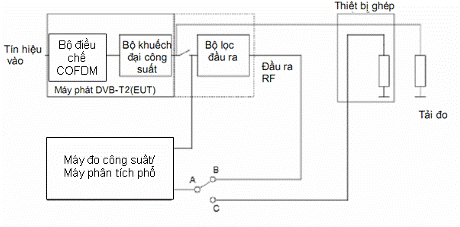 Thiết bị ghép
Tín hiệu
vào
Bộ điều
chế
COFDM
Bộ khuếch
đại công
suất
Bộ lọc
đầu ra
Đầu ra
RF
Máy phát DVB-T2(EUT)
Tải đo
Máy đo công suất/
Máy phân tích phổ
A
B
C